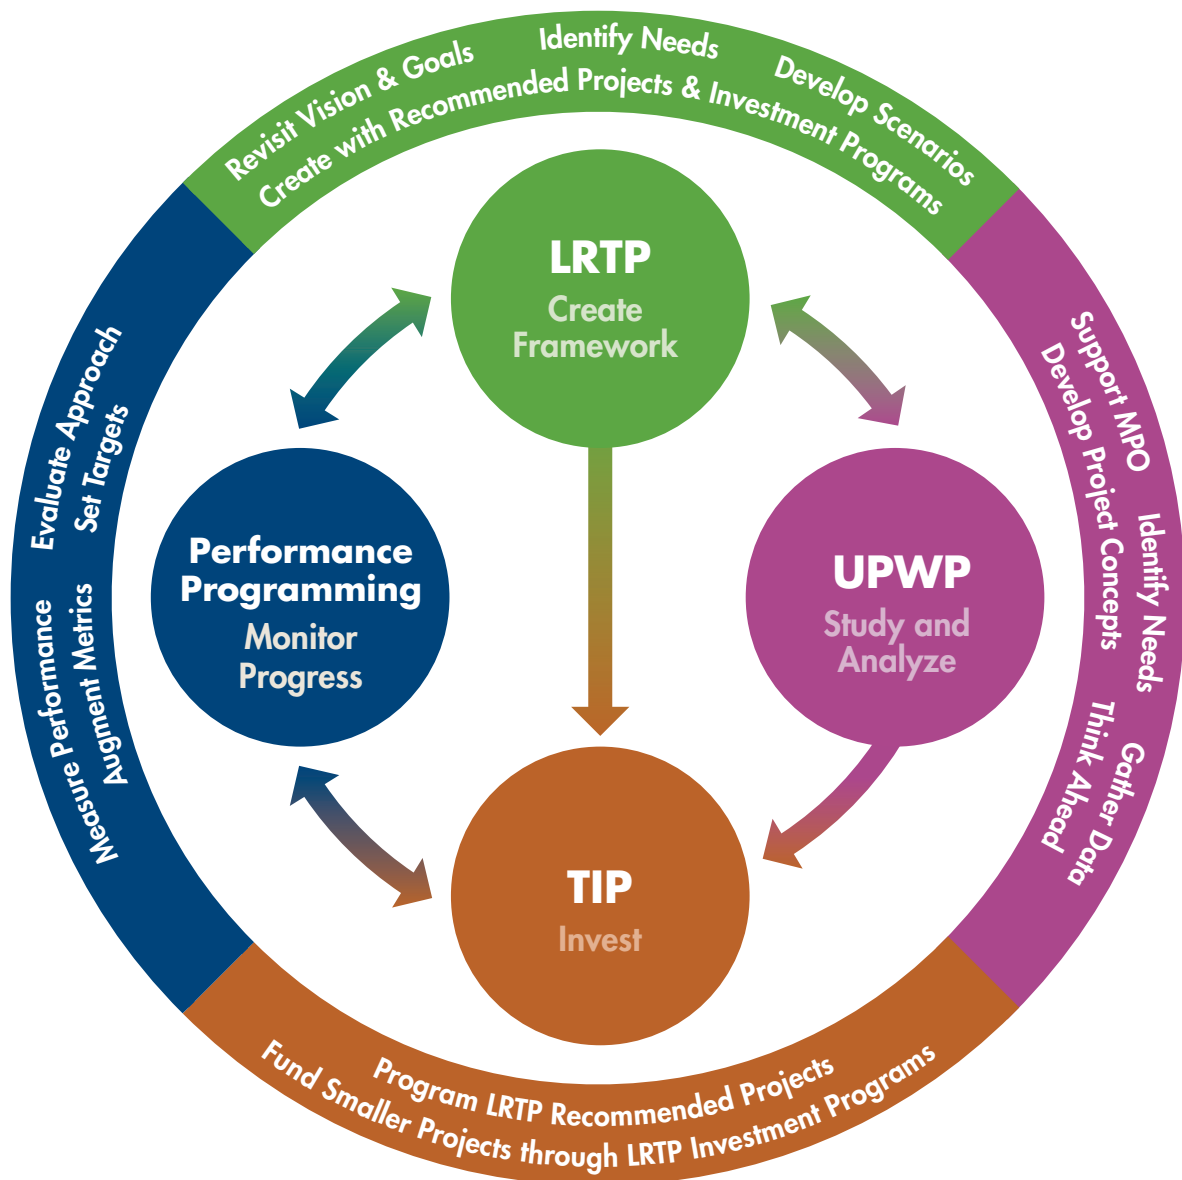 Revisit Vision & Goals
Identify Needs
Develop Scenarios
Create with Recommended Projects & Investment Programs
LRTP
Create
Framework
Evaluate Approach
Set Targets
Measure Performance
Augment Metrics
Performance
Programming
Monitor
Progress
UPWP
Study and
Analyze
Support MPO
Identify Needs
Gather Data
Develop Project Concepts
Think Ahead
TIP
Invest
Program LRTP Recommended Projects
Fund Smaller Projects through LRTP Investment Programs